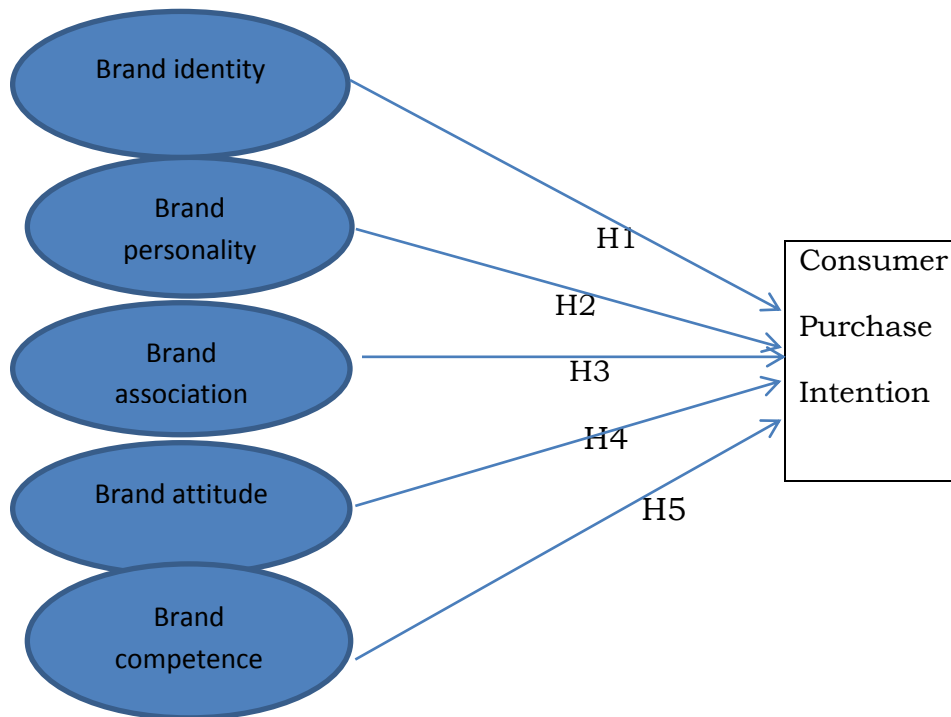 Brand identity
Brand
personality
Brand
association
Brand attitude
Brand
competence
H1
H2
H3
H4
H5
Consumer
Purchase
Intention